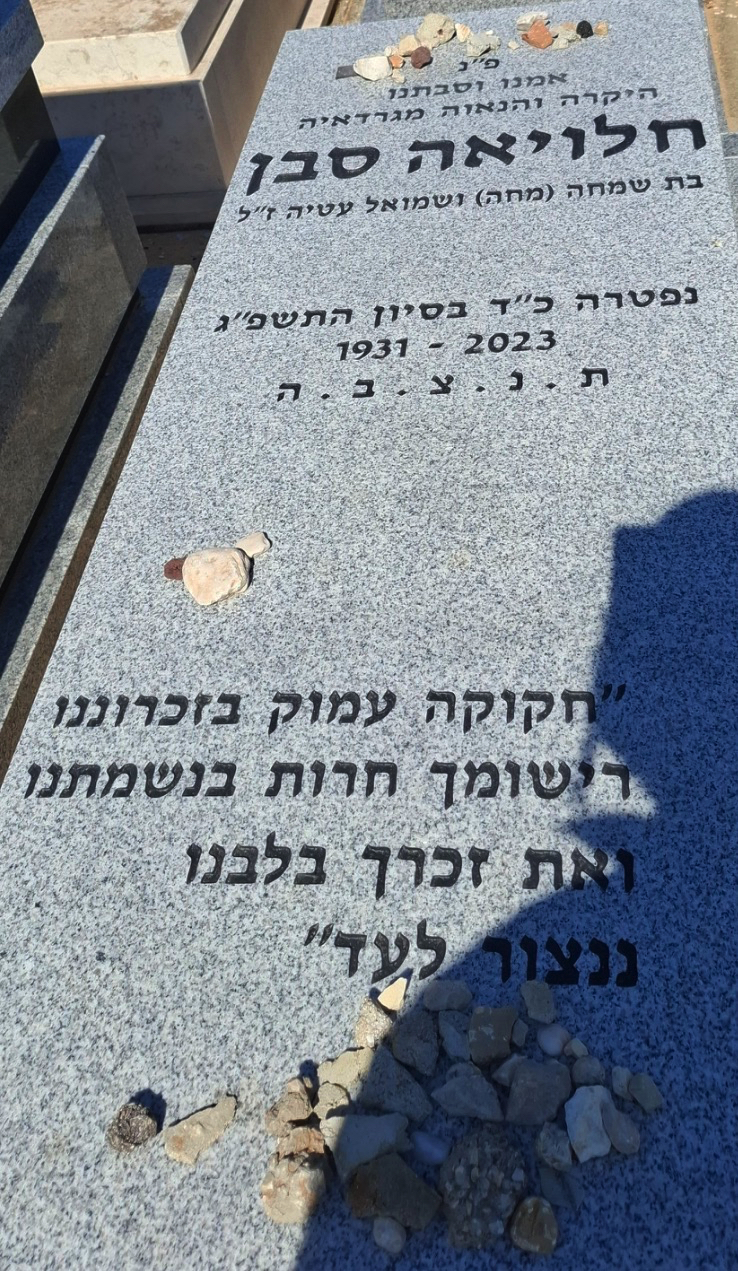 פ״נ
אמנו וסבתנו
היקרה והנאוה מגרדאיה
חלויאה סבן
בת שמחה (מחה) ושמואל עטיה ז״ל
נפטרה כ״ד בסיון התשפ״ג
1931 - 2023
ת . נ . צ . ב . ה
״חקוקה עמוק בזכרוננו
רישומך חרות בנשמתנו
ואת זכרך בלבנו
ננצור לעד״